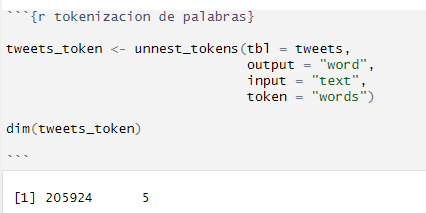 ```{r tokenizacion de palabras}
tweets_token <- unnest_tokens(tbl = tweets,
output = "word",
input = "text",
token = "words")
dim(tweets_token)
```
[1] 205924 5